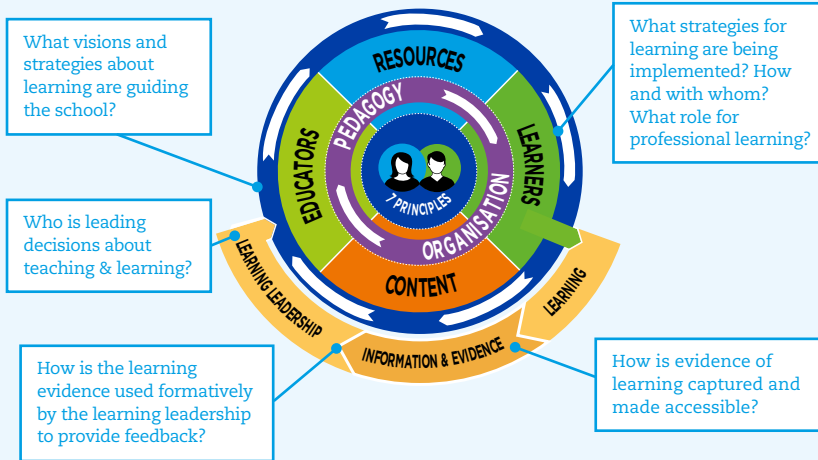 What visions and
strategies about
learning are guiding
the school?
What strategies for
learning are being
implemented? How
and with whom?
What role for
professional learning?
RESOURCES
PEDAGOGY
EDUCATORS
LEARNERS
7 PRINCIPLES
ORGANISATION
CONTENT
Who is leading
decisions about
teaching & learning?
LEARNING LEADERSHIP
INFORMATION & EVIDENCE
LEARNING
How is the learning
evidence used formatively
by the learning leadership
to provide feedback?
How is evidence of
learning captured and
made accessible?